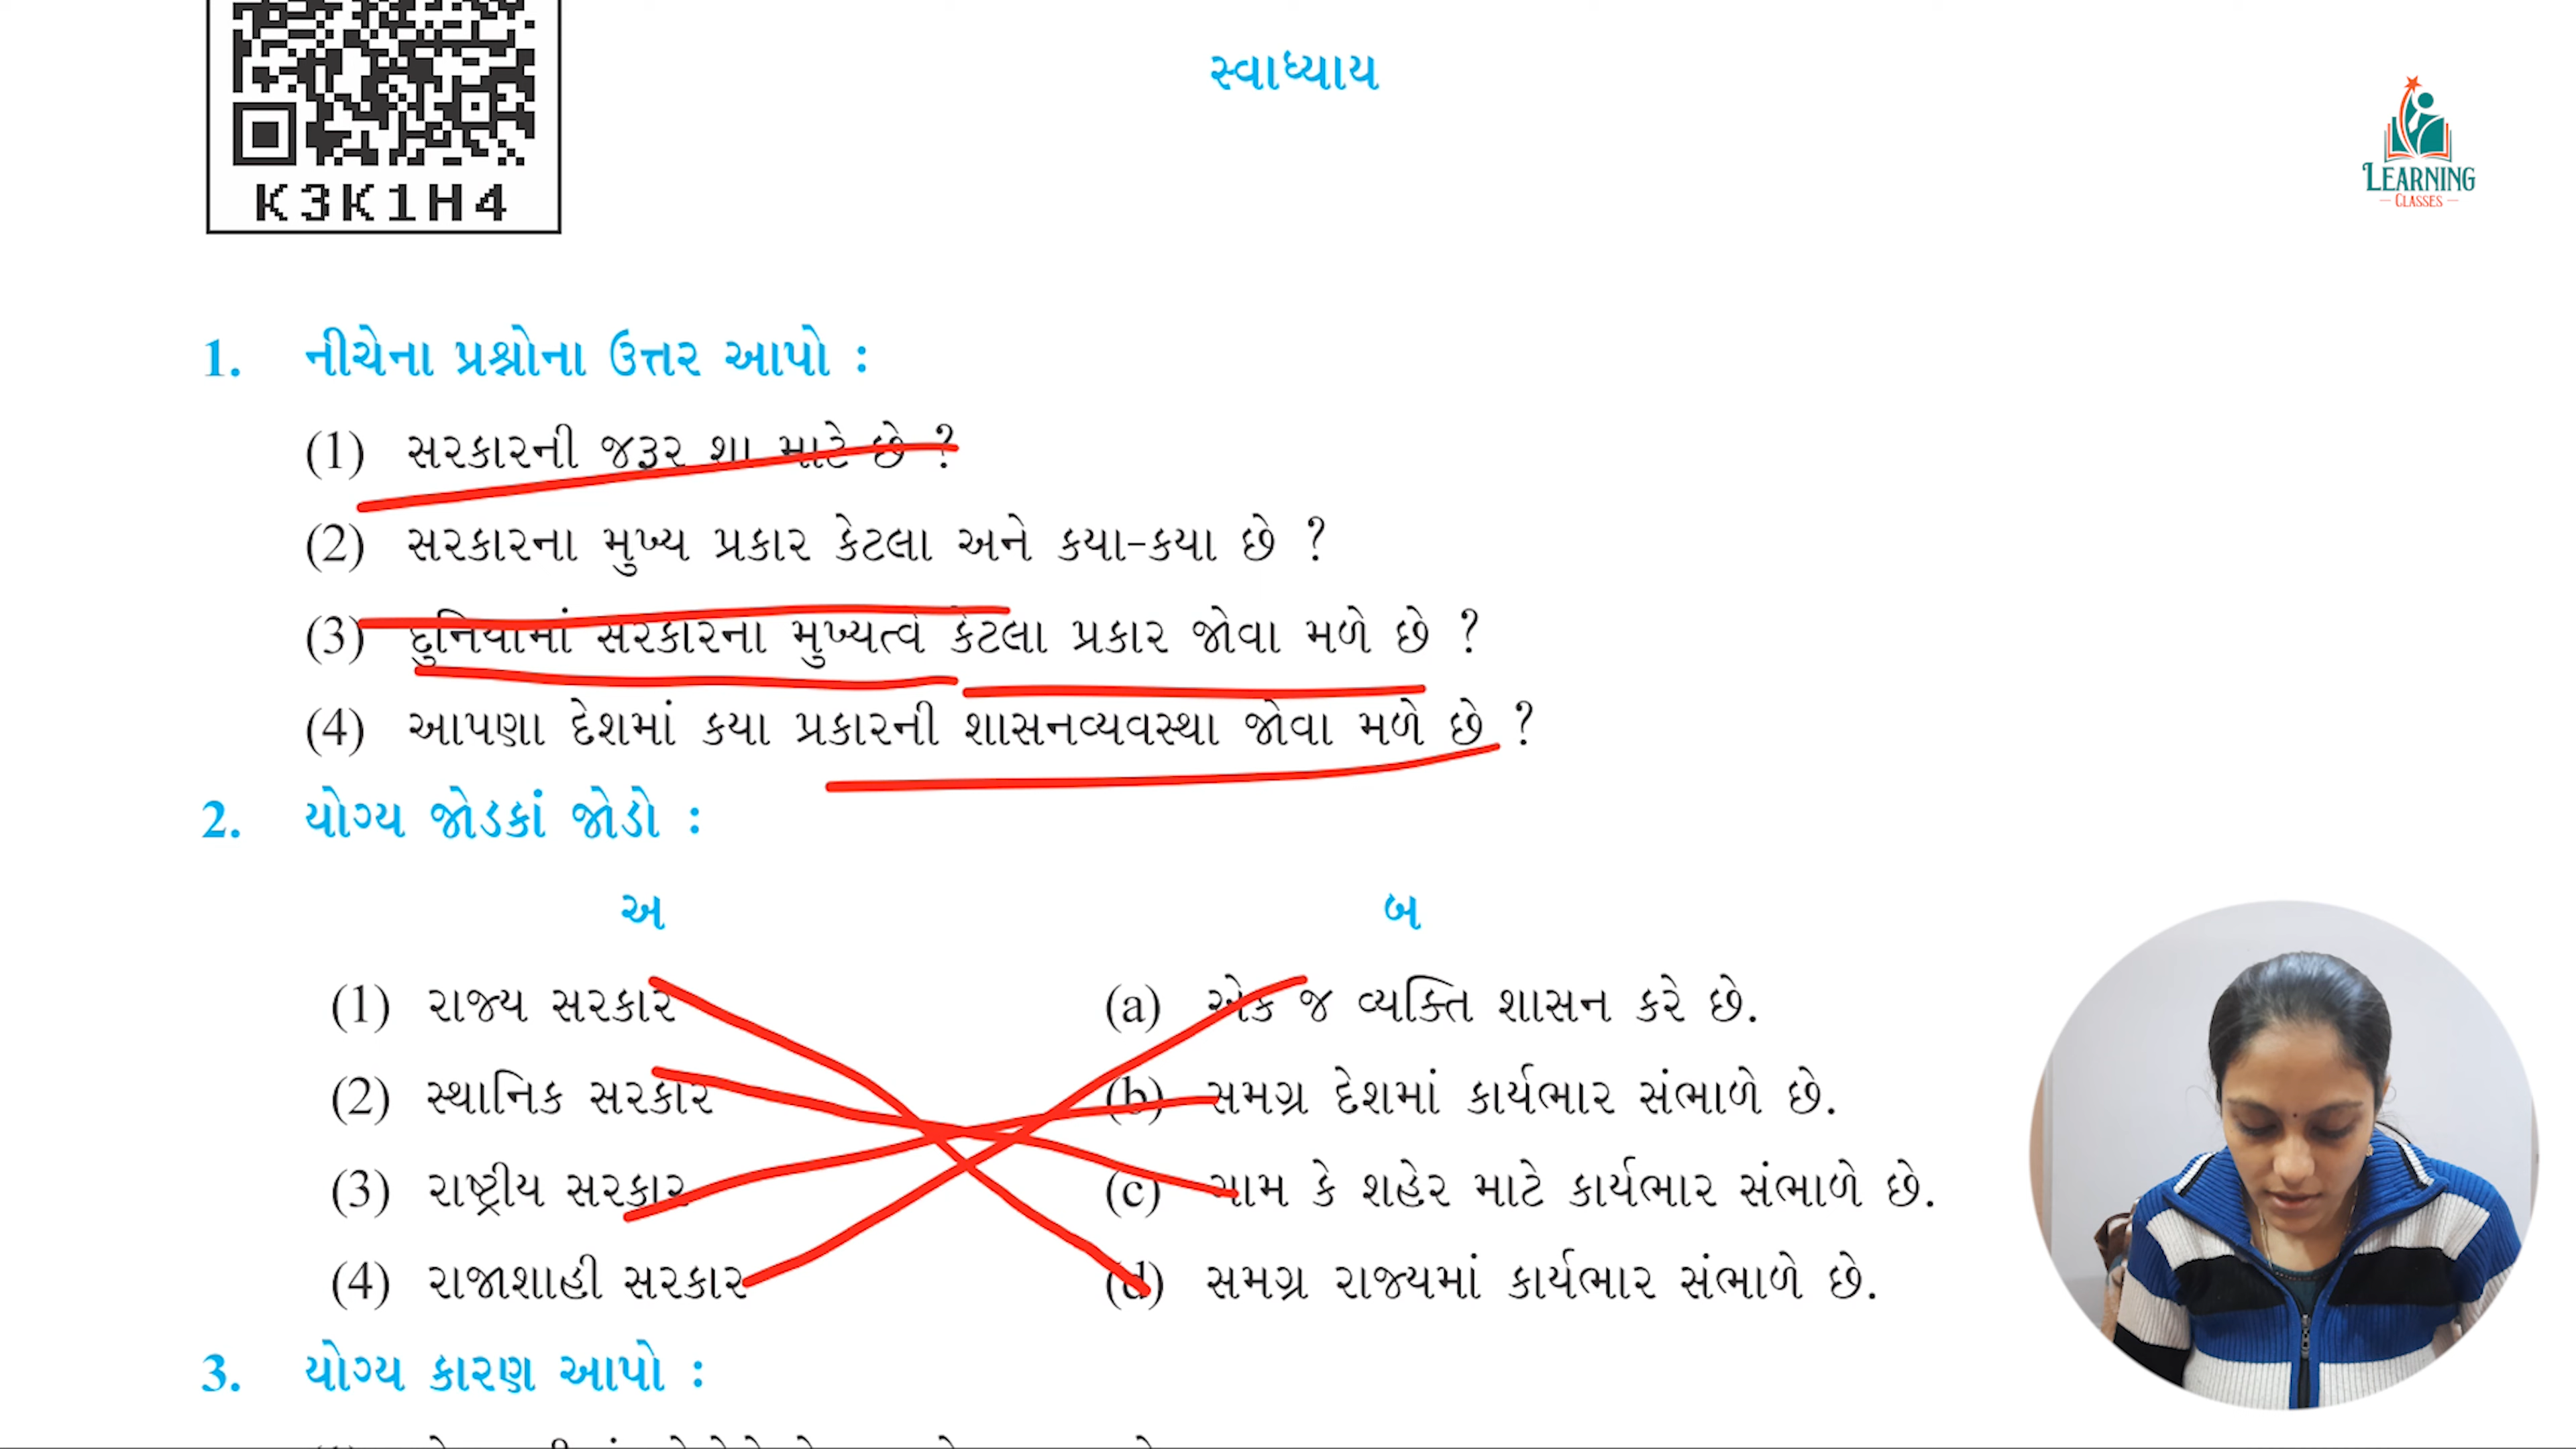 K3K1H4
સ્વાધ્યાય
LEARNING
CLASSES
1. નીચેના પ્રશ્નોના ઉત્તર આપો :
(1) સરકારની જરૂર શા માટે છે ?
(2) સરકારના મુખ્ય પ્રકાર કેટલા અને કયા-કયા છે ?
(3) દુનિયામાં સરકારના મુખ્યત્વે કેટલા પ્રકાર જોવા મળે છે ?
(4) આપણા દેશમાં કયા પ્રકારની શાસનવ્યવસ્થા જોવા મળે છે ?
2. યોગ્ય જોડકાં જોડો :
અ બ
(1) રાજ્ય સરકાર (a) એક જ વ્યક્તિ શાસન કરે છે.
(2) સ્થાનિક સરકાર (b) સમગ્ર દેશમાં કાર્યભાર સંભાળે છે.
(3) રાષ્ટ્રીય સરકાર (c) ગામ કે શહેર માટે કાર્યભાર સંભાળે છે.
(4) રાજાશાહી સરકાર (d) સમગ્ર રાજ્યમાં કાર્યભાર સંભાળે છે.
3. યોગ્ય કારણ આપો :